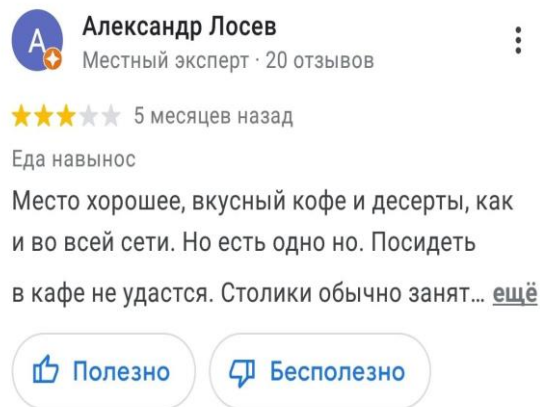 А
Александр Лосев
Местный эксперт · 20 отзывов
5 месяцев назад
Еда навынос
Место хорошее, вкусный кофе и десерты, как
и во всей сети. Но есть одно но. Посидеть
в кафе не удастся. Столики обычно занят... ещё
Полезно
Бесполезно